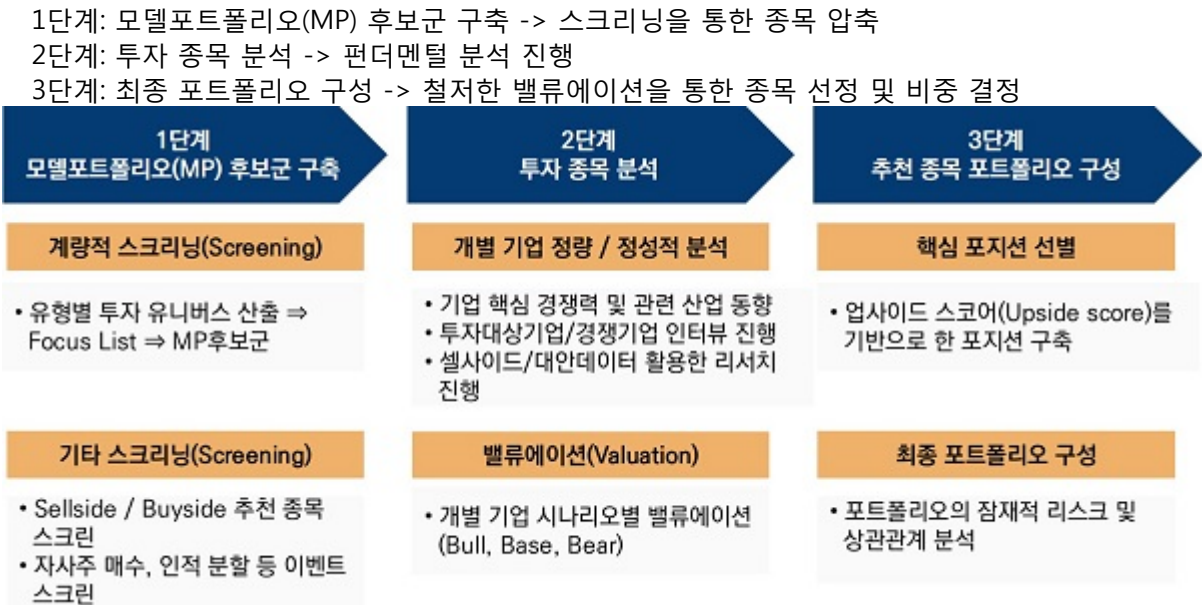 1단계: 모델포트폴리오(MP) 후보군 구축 -> 스크리닝을 통한 종목 압축
2단계: 투자 종목 분석 -> 펀더멘털 분석 진행
3단계: 최종 포트폴리오 구성 -> 철저한 밸류에이션을 통한 종목 선정 및 비중 결정
1단계
모델포트폴리오(MP) 후보군 구축
계량적 스크리닝(Screening)
• 유형별 투자 유니버스 산출 ⇒
Focus List ⇒ MP후보군
기타 스크리닝(Screening)
• Sellside / Buyside 추천 종목
스크린
• 자사주 매수, 인적 분할 등 이벤트
스크린
2단계
투자 종목 분석
개별 기업 정량 / 정성적 분석
• 기업 핵심 경쟁력 및 관련 산업 동향
• 투자대상기업/경쟁기업 인터뷰 진행
• 셀사이드/대안데이터 활용한 리서치
진행
밸류에이션(Valuation)
• 개별 기업 시나리오별 밸류에이션
(Bull, Base, Bear)
3단계
추천 종목 포트폴리오 구성
핵심 포지션 선별
• 업사이드 스코어(Upside score)를
기반으로 한 포지션 구축
최종 포트폴리오 구성
• 포트폴리오의 잠재적 리스크 및
상관관계 분석